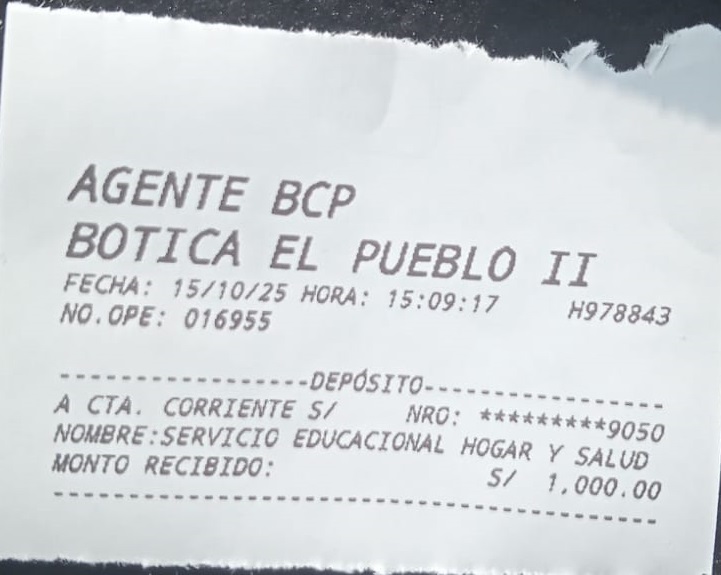 AGENTE BCP
BOTICA EL PUEBLO II
FECHA: 15/10/25 HORA: 15:09:17 H978843
NO.OPE: 016955
-----------------DEPÓSITO-----------------
A CTA. CORRIENTE S/ NRO: *********9050
NOMBRE:SERVICIO EDUCACIONAL HOGAR Y SALUD
MONTO RECIBIDO: S/ 1,000.00
------------------------------------------